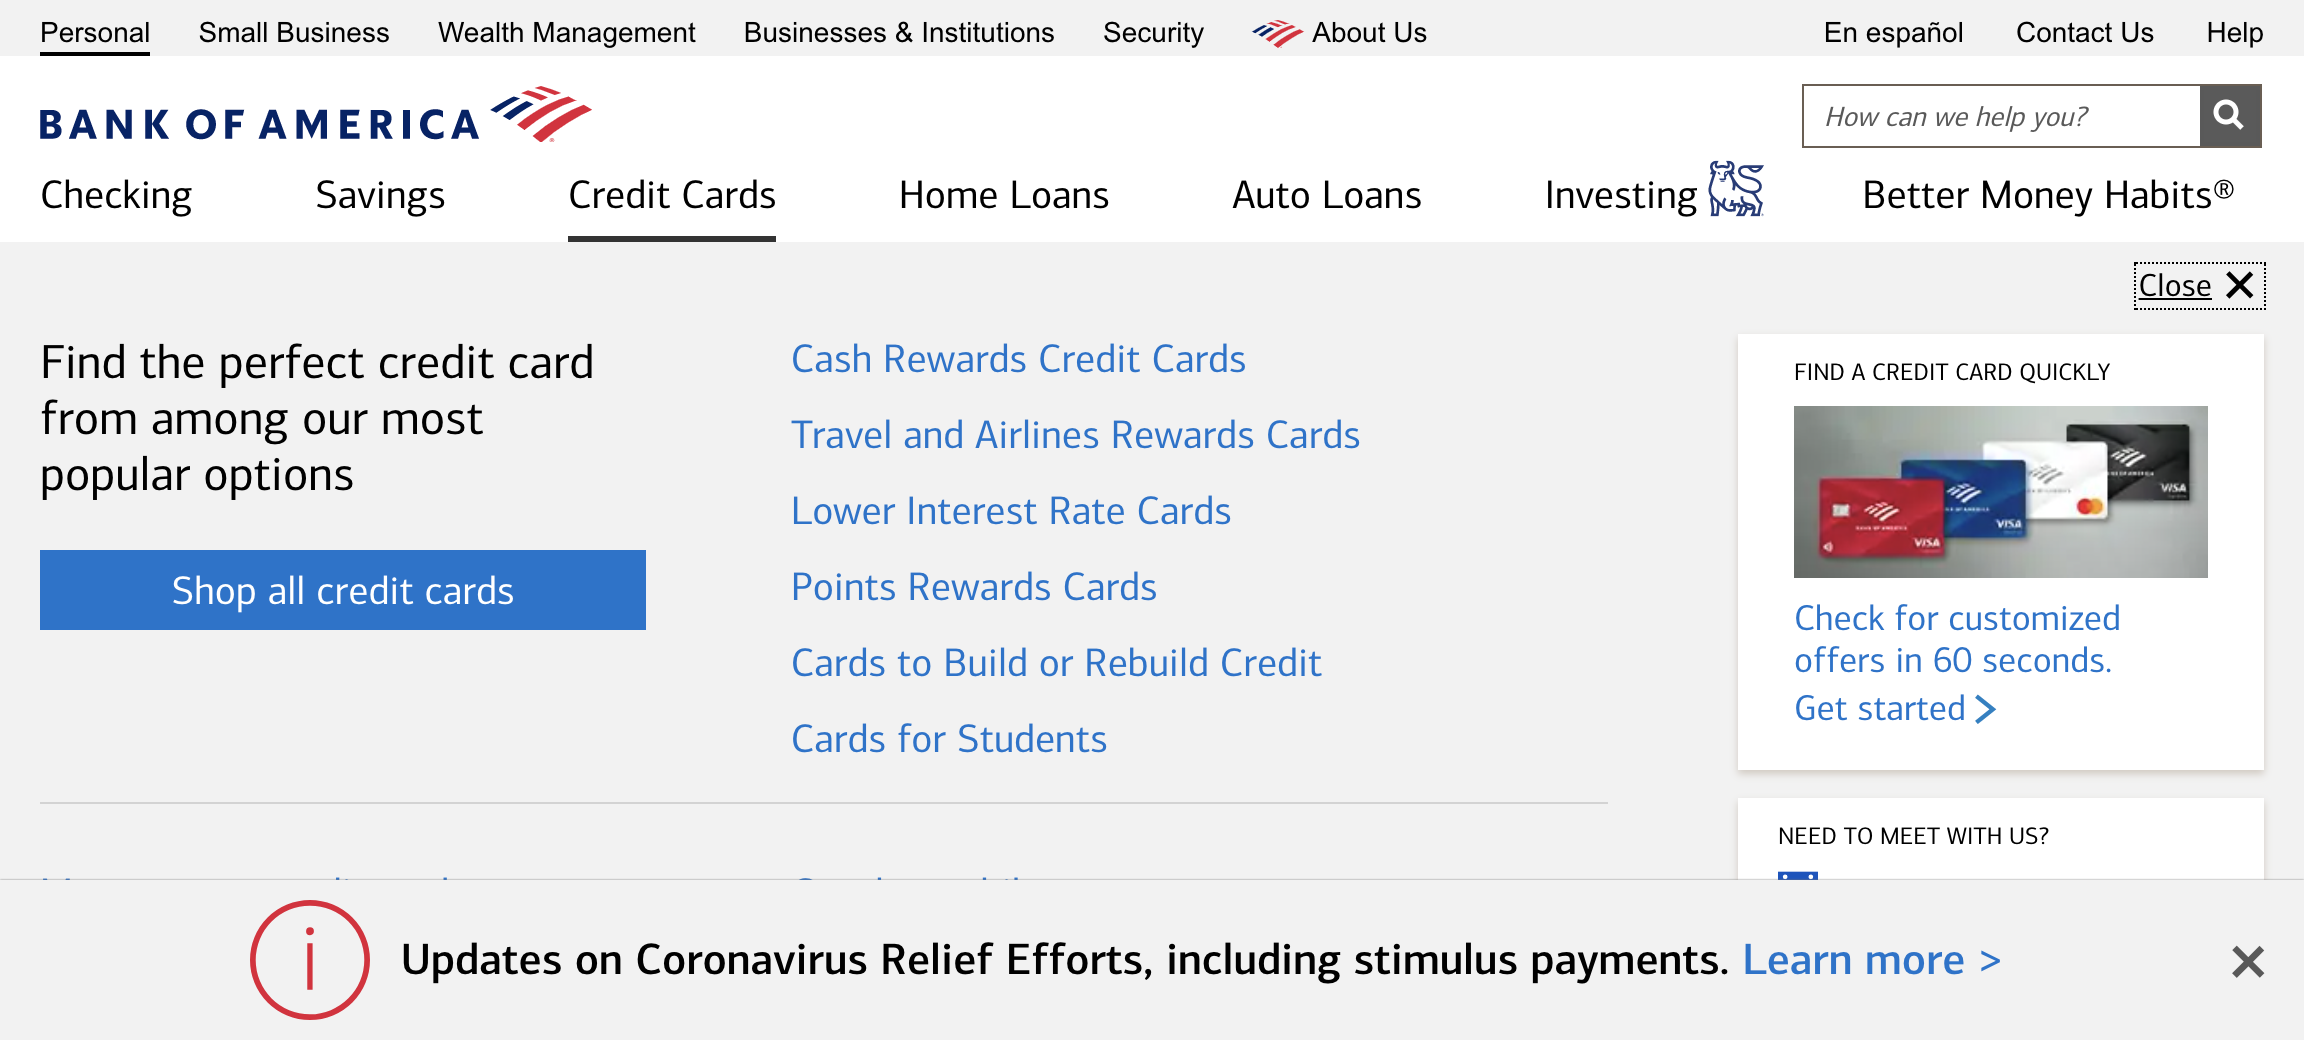 Personal Small Business Wealth Management Businesses & Institutions Security About Us En español Contact Us Help
BANK OF AMERICA
How can we help you?
Checking Savings Credit Cards Home Loans Auto Loans Investing Better Money Habits®
Close
Find the perfect credit card
from among our most
popular options
Shop all credit cards
Cash Rewards Credit Cards
Travel and Airlines Rewards Cards
Lower Interest Rate Cards
Points Rewards Cards
Cards to Build or Rebuild Credit
Cards for Students
FIND A CREDIT CARD QUICKLY
VISA
VISA
VISA
Check for customized
offers in 60 seconds.
Get started
NEED TO MEET WITH US?
Updates on Coronavirus Relief Efforts, including stimulus payments. Learn more >